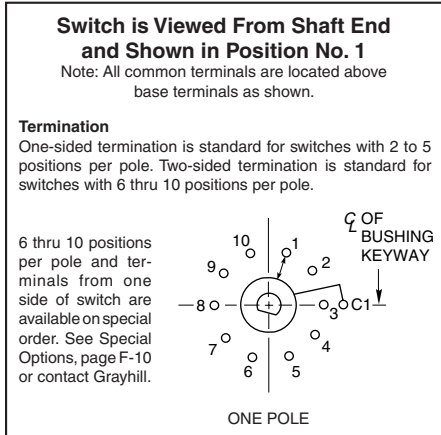 Switch is Viewed From Shaft End
and Shown in Position No. 1
Note: All common terminals are located above
base terminals as shown.
Termination
One-sided termination is standard for switches with 2 to 5
positions per pole. Two-sided termination is standard for
switches with 6 thru 10 positions per pole.
6 thru 10 positions
per pole and ter-
minals from one
side of switch are
available on special
order. See Special
Options, page F-10
or contact Grayhill.
℄ OF
BUSHING
KEYWAY
10
1
9
2
8
3
C1
7
4
6
5
ONE POLE